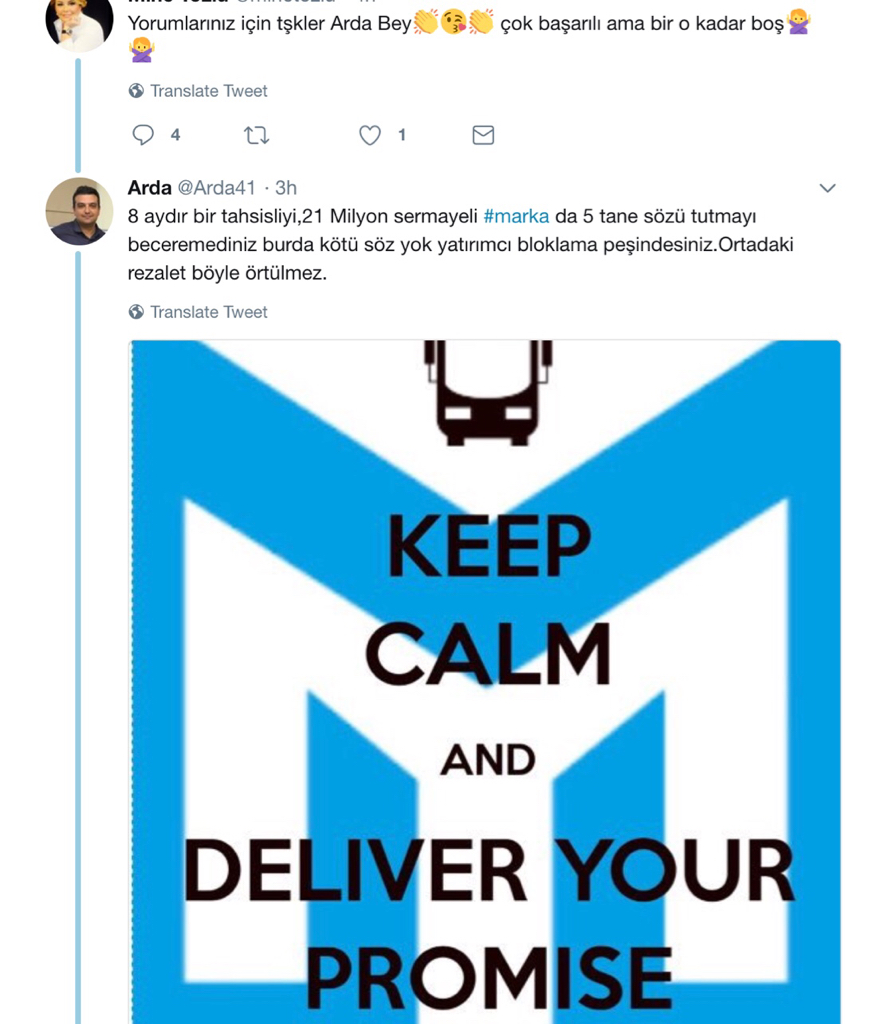 Yorumlarınız için tşkler Arda Bey👏😘👏 çok başarılı ama bir o kadar boş🙅‍♀️
🙅‍♀️
Translate Tweet
4
1
Arda @Arda41 · 3h
8 aydır bir tahsisliyi,21 Milyon sermayeli #marka da 5 tane sözü tutmayı
beceremediniz burda kötü söz yok yatırımcı bloklama peşindesiniz.Ortadaki
rezalet böyle örtülmez.
Translate Tweet
KEEP
CALM
AND
DELIVER YOUR
PROMISE